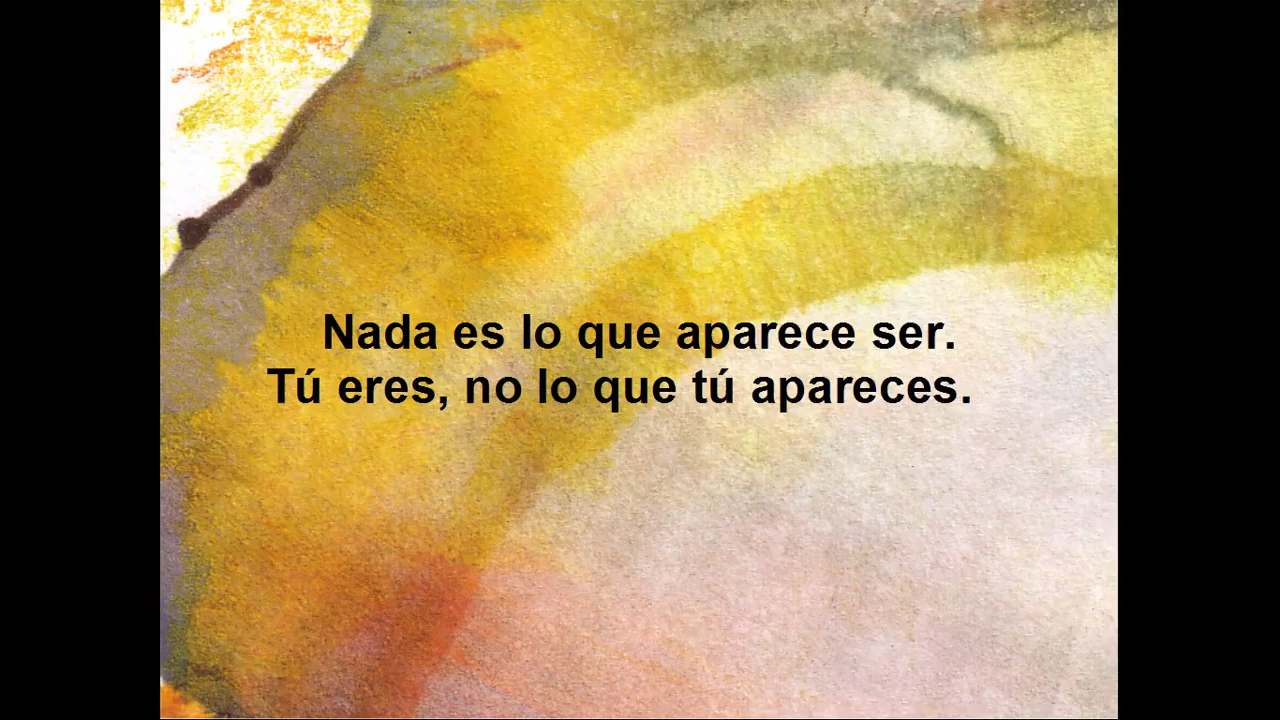 Nada es lo que aparece ser.
Tú eres, no lo que tú apareces.